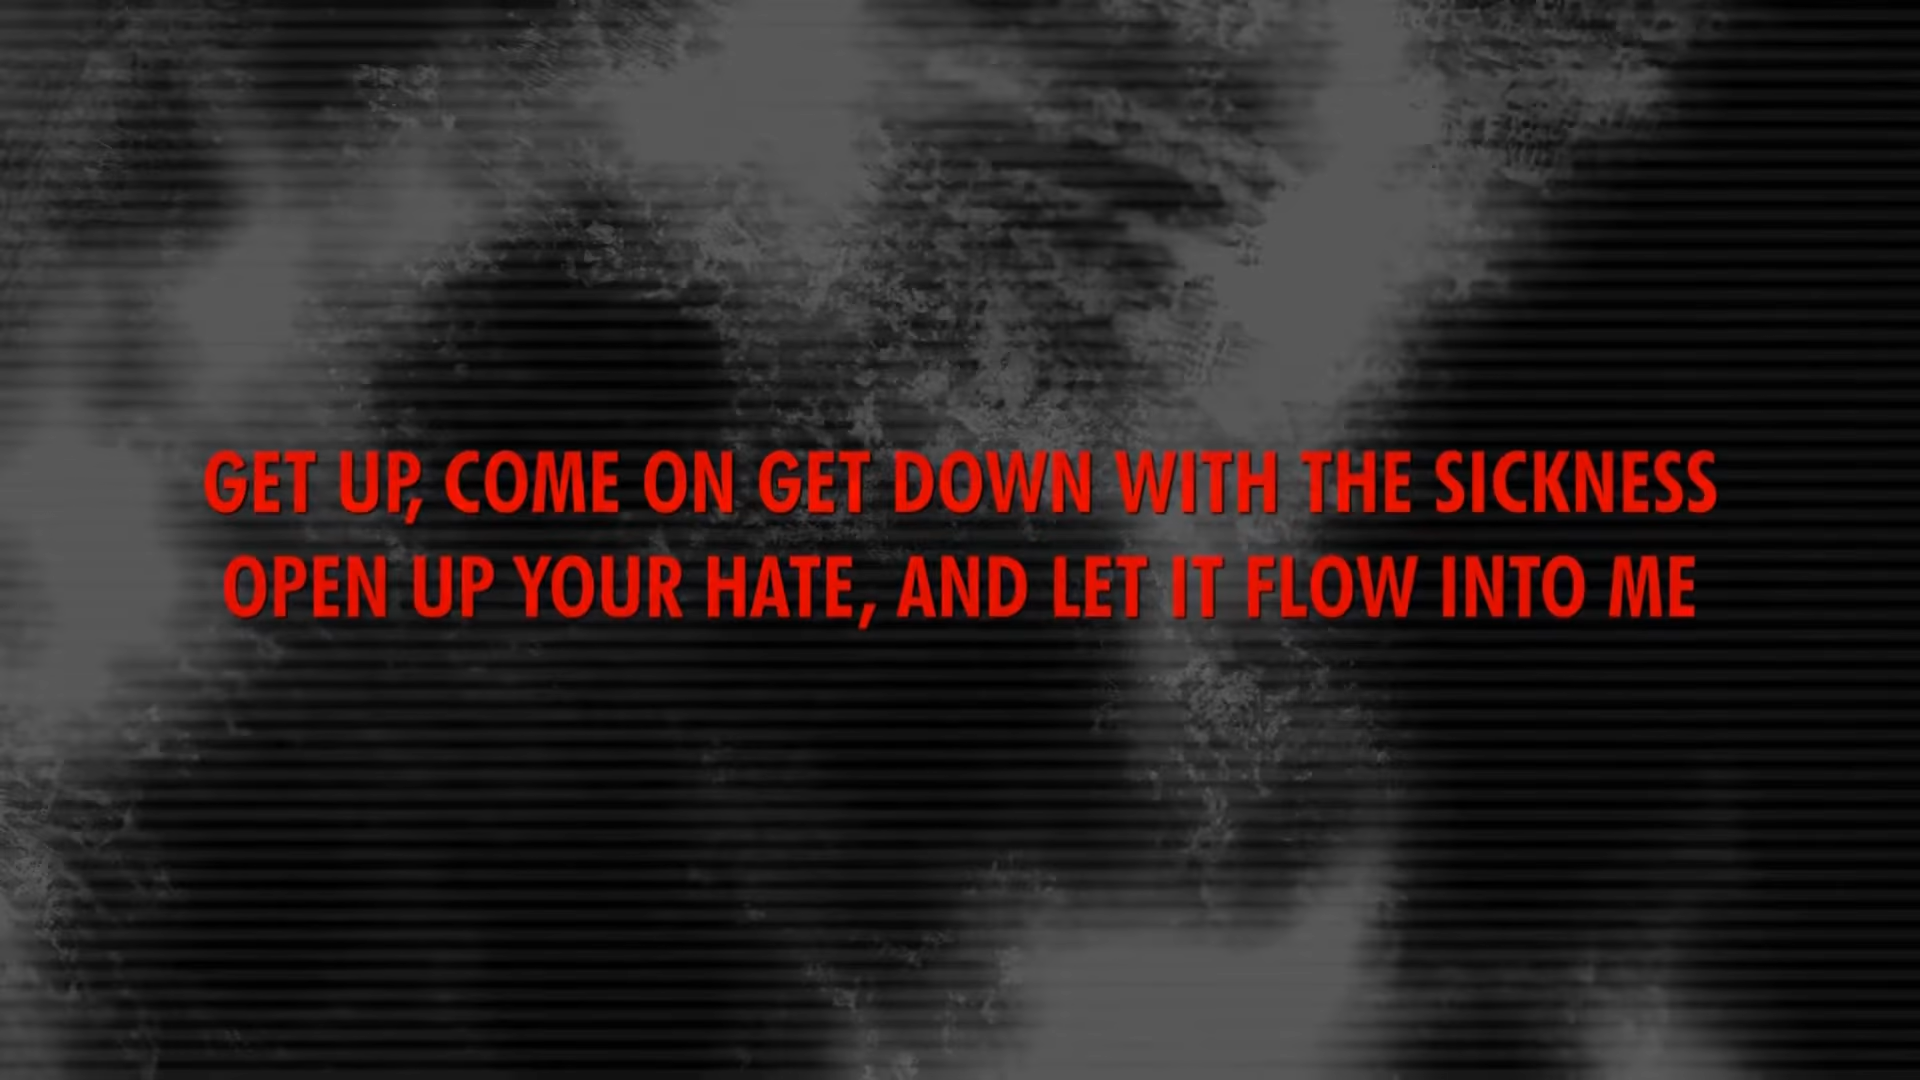 GET UP, COME ON GET DOWN WITH THE SICKNESS
OPEN UP YOUR HATE, AND LET IT FLOW INTO ME